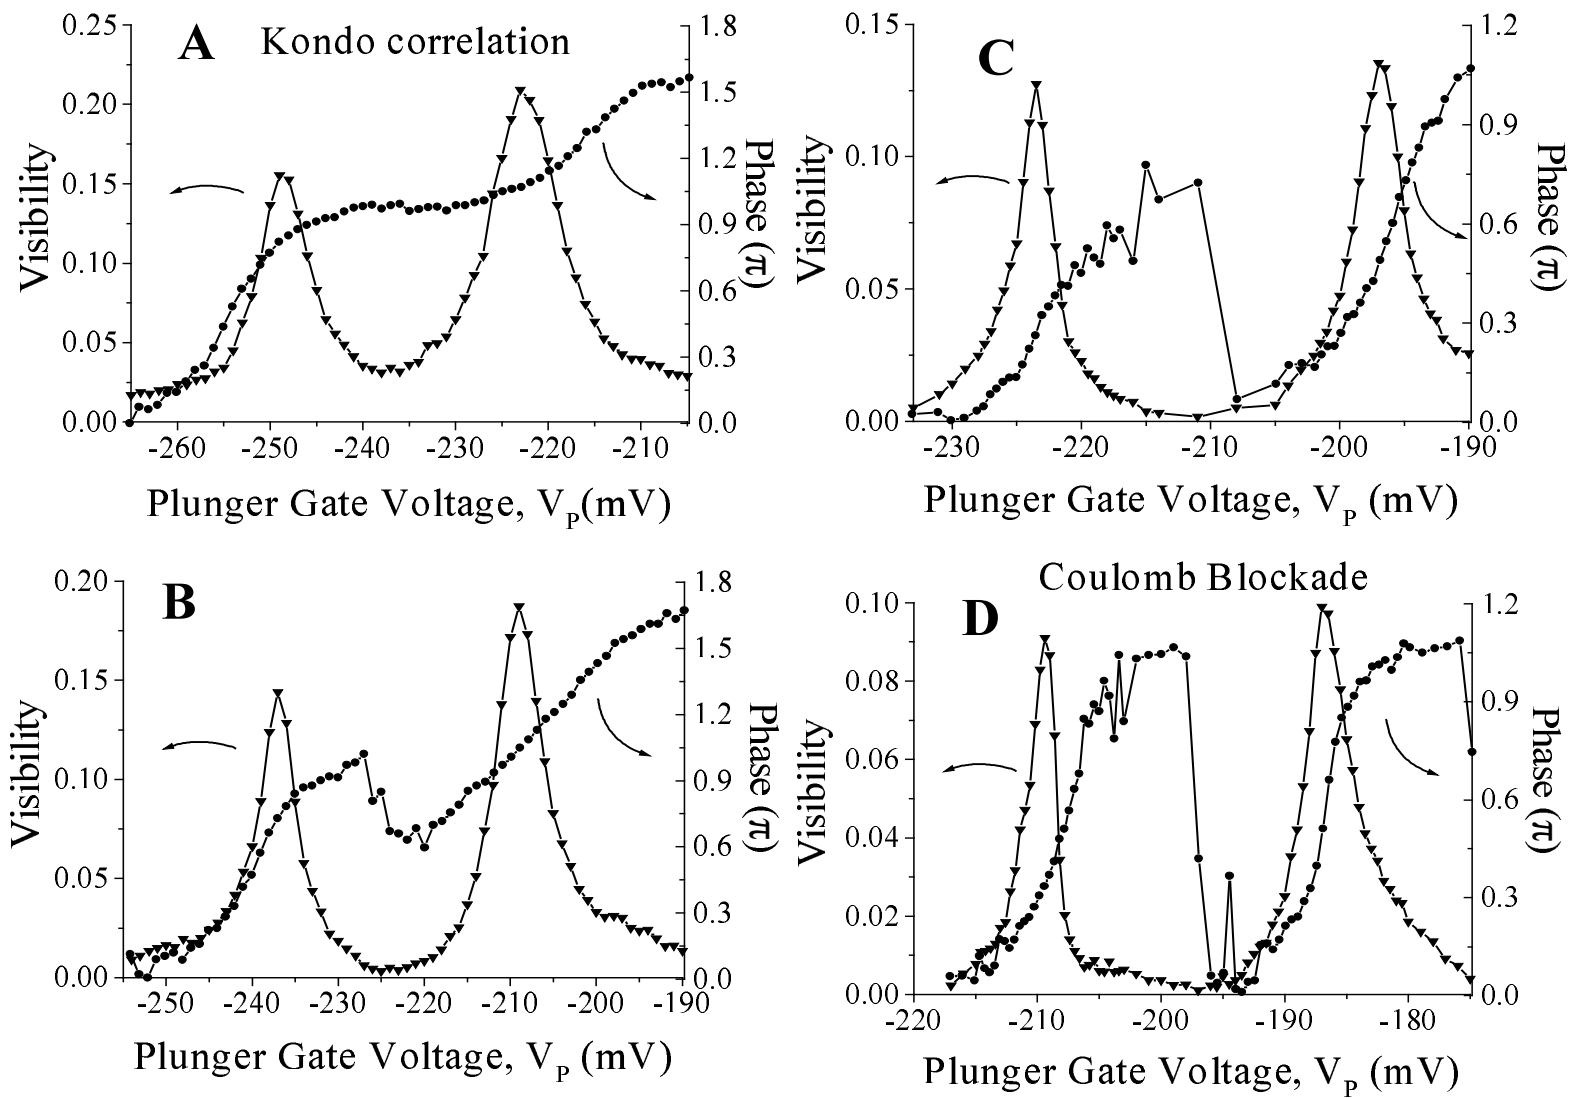 A Kondo correlation
0.25
0.20
0.15
0.10
0.05
0.00
Visibility
1.8
1.5
1.2
0.9
0.6
0.3
0.0
Phase (π)
-260 -250 -240 -230 -220 -210
Plunger Gate Voltage, VP(mV)
C
0.15
0.10
0.05
0.00
Visibility
1.2
0.9
0.6
0.3
0.0
Phase (π)
-230 -220 -210 -200 -190
Plunger Gate Voltage, VP (mV)
B
0.20
0.15
0.10
0.05
0.00
Visibility
1.8
1.5
1.2
0.9
0.6
0.3
0.0
Phase (π)
-250 -240 -230 -220 -210 -200 -190
Plunger Gate Voltage, VP (mV)
Coulomb Blockade
D
0.10
0.08
0.06
0.04
0.02
0.00
Visibility
1.2
0.9
0.6
0.3
0.0
Phase (π)
-220 -210 -200 -190 -180
Plunger Gate Voltage, VP (mV)